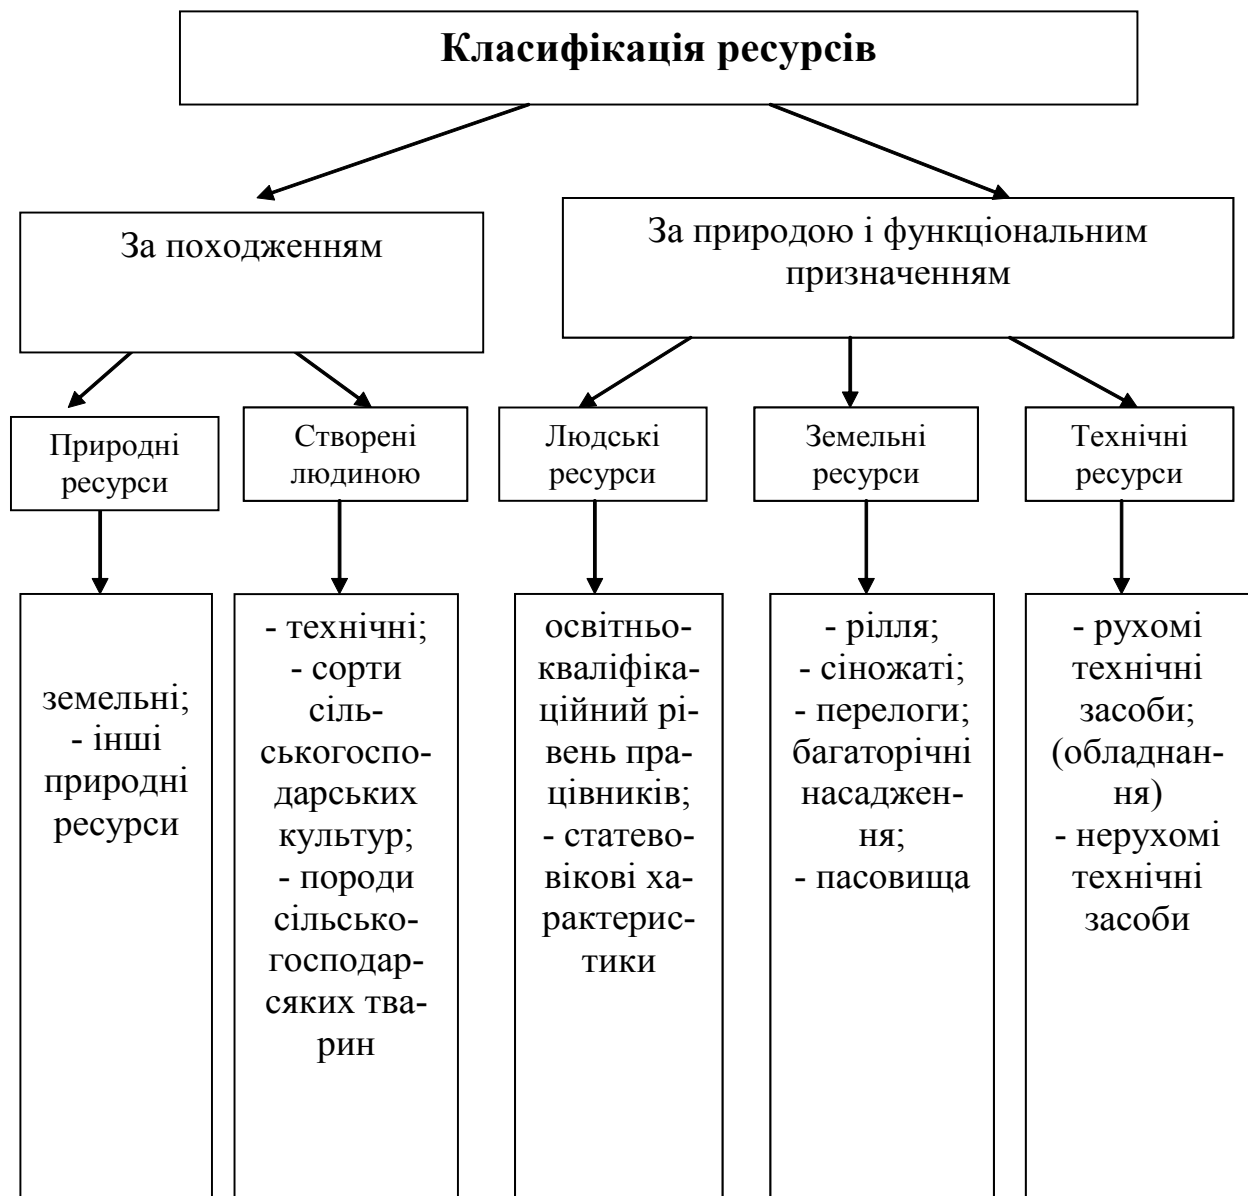 Класифікація ресурсів
За походженням
За природою і функціональним
призначенням
Природні
ресурси
Створені
людиною
Людські
ресурси
Земельні
ресурси
Технічні
ресурси
земельні;
- інші
природні
ресурси
- технічні;
- сорти
сіль-
ськогоспо-
дарських
культур;
- породи
сільсько-
господар-
сяких тва-
рин
освітньо-
кваліфіка-
ційний рі-
вень пра-
цівників;
- статево-
вікові ха-
рактерис-
тики
- рілля;
- сіножаті;
- перелоги;
багаторічні
насаджен-
ня;
- пасовища
- рухомі
технічні
засоби;
(обладнан-
ня)
- нерухомі
технічні
засоби